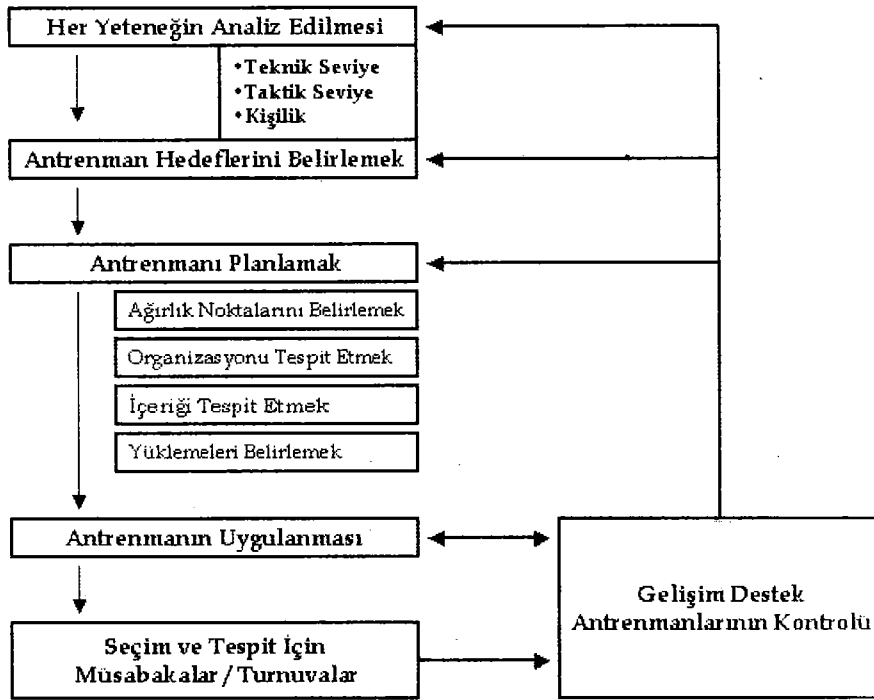 Her Yeteneğin Analiz Edilmesi
•Teknik Seviye
•Taktik Seviye
•Kişilik
Antrenman Hedeflerini Belirlemek
Antrenmanı Planlamak
Ağırlık Noktalarını Belirlemek
Organizasyonu Tespit Etmek
İçeriği Tespit Etmek
Yüklemeleri Belirlemek
Antrenmanın Uygulanması
Seçim ve Tespit İçin
Müsabakalar/Turnuvalar
Gelişim Destek
Antrenmanlarının Kontrolü